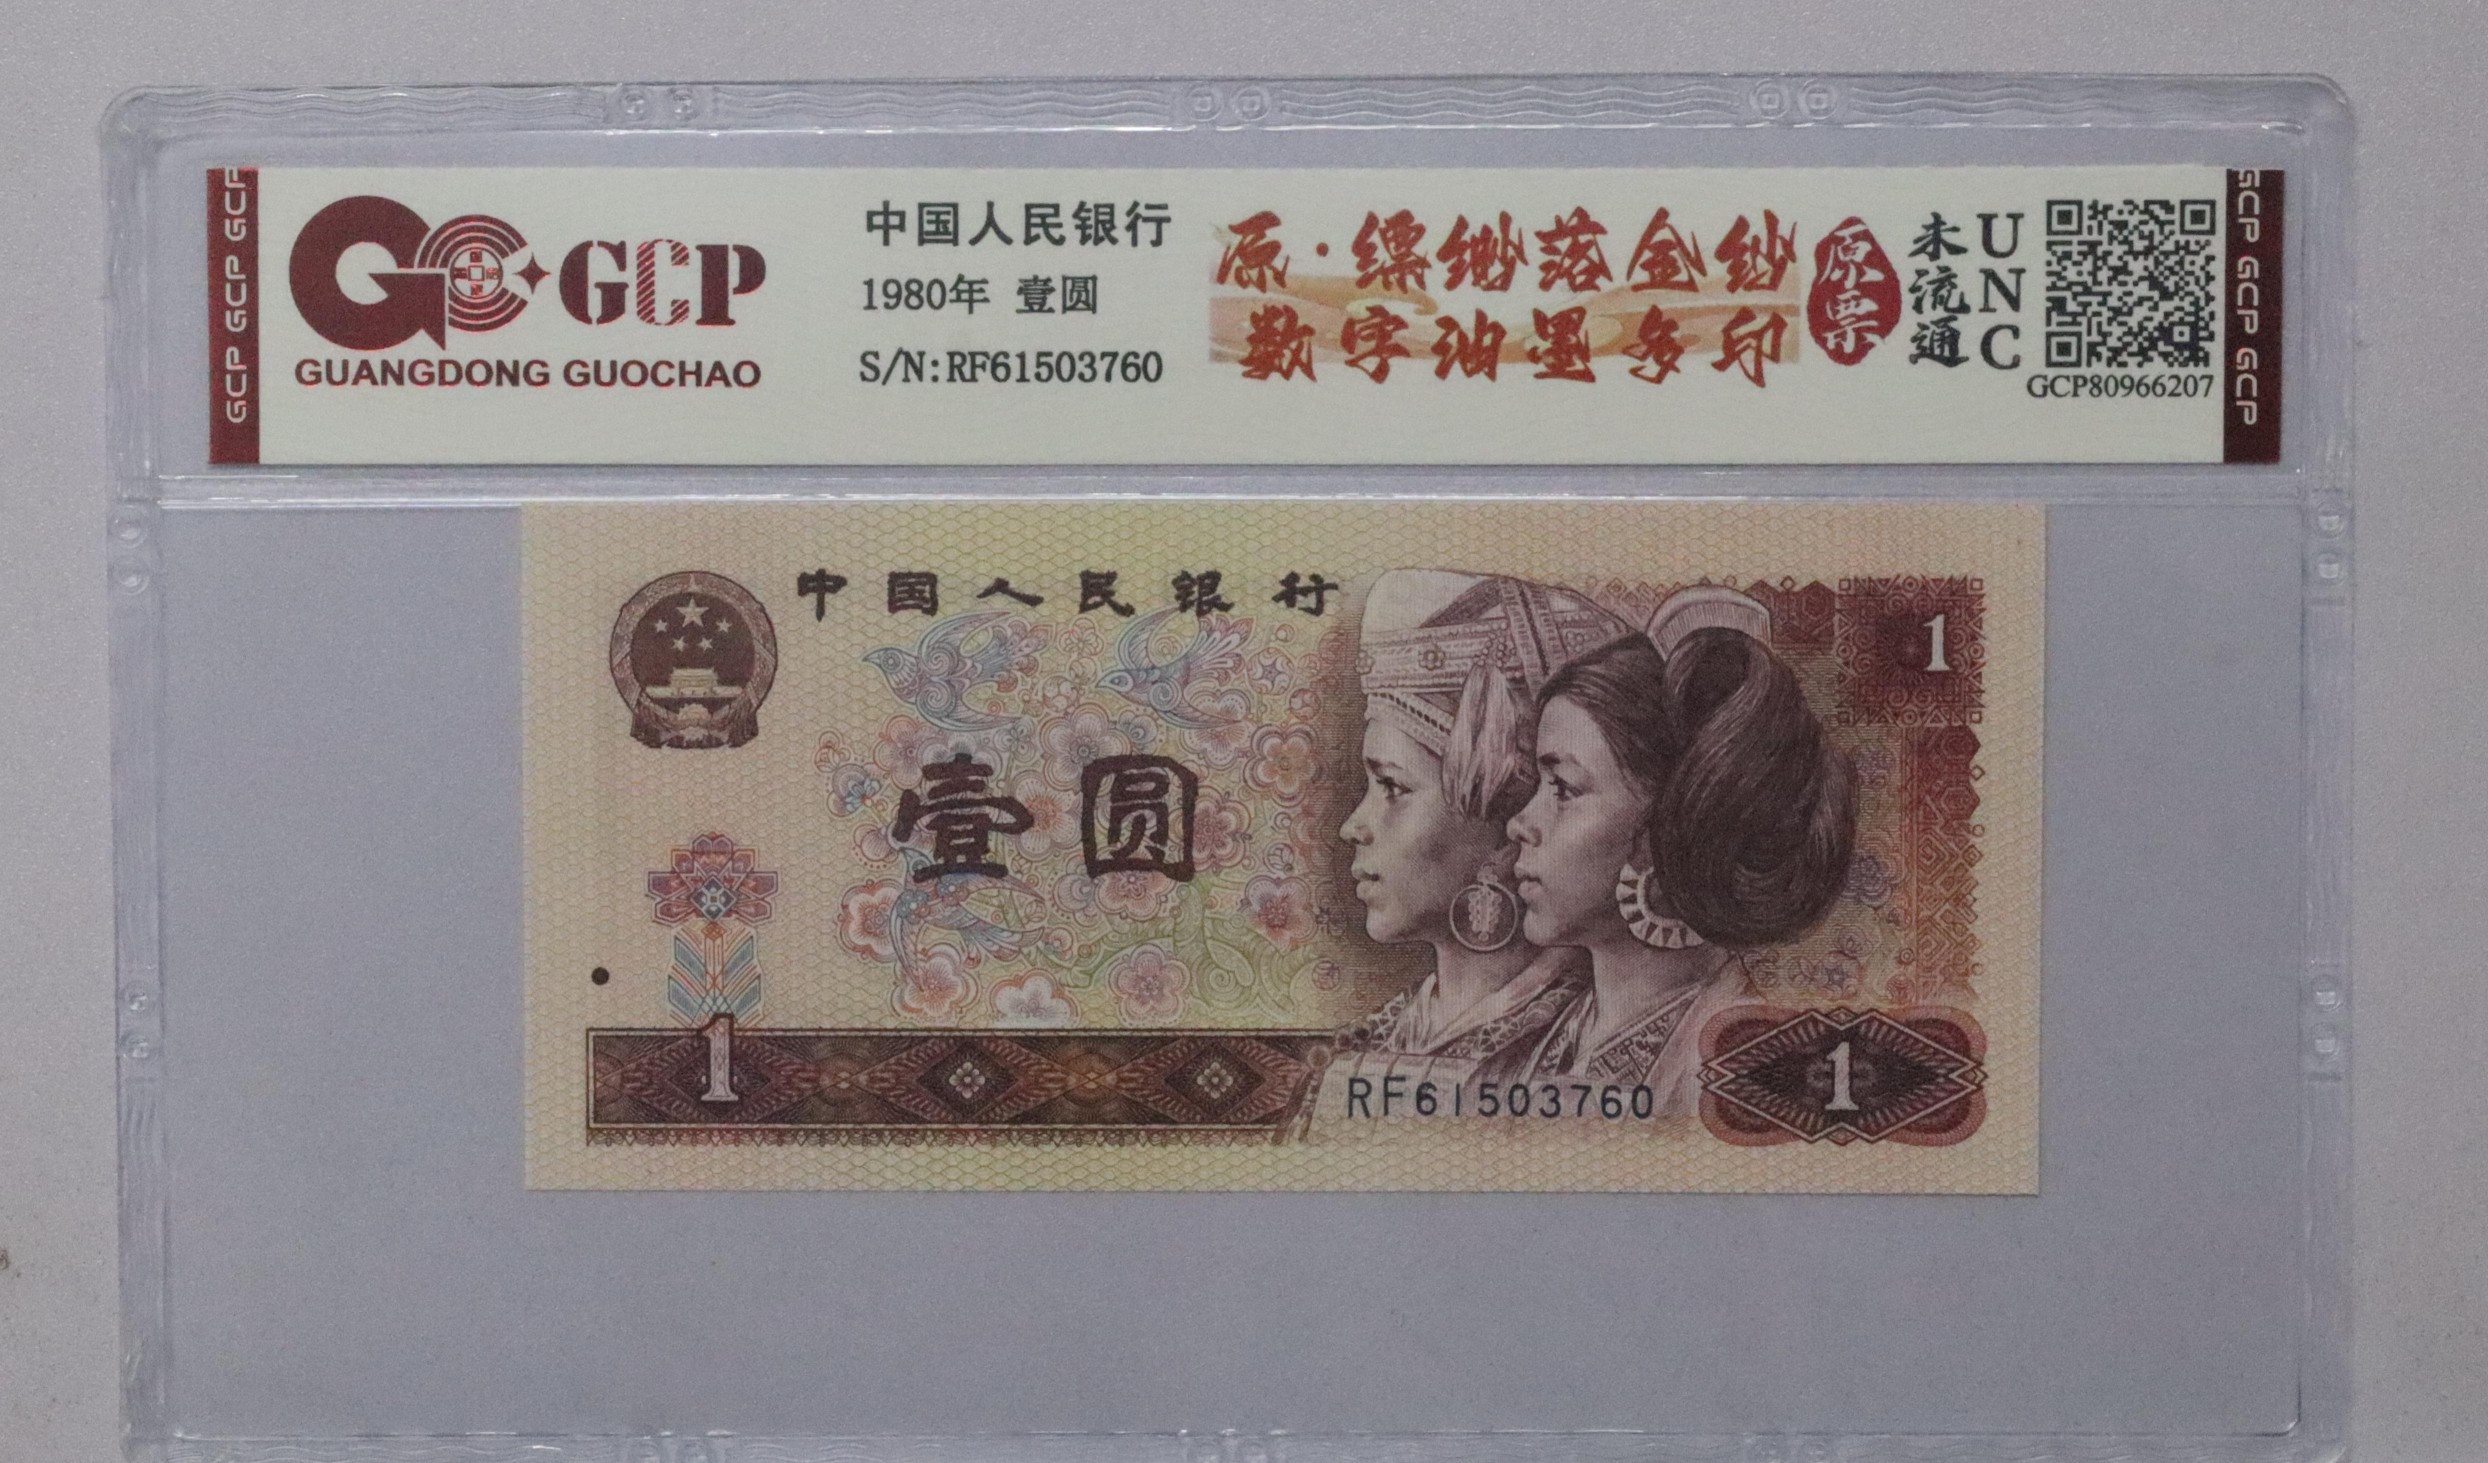 GCP GCP GCP
GCP
GUANGDONG GUOCHAO
中国人民银行
1980年 壹圆
S/N:RF61503760
原·缥缈落金纱
数字油墨多印
原票
未流通
UNC
GCP80966207
GCP GCP GCP
中国人民银行
1
壹圆
1
RF61503760
1